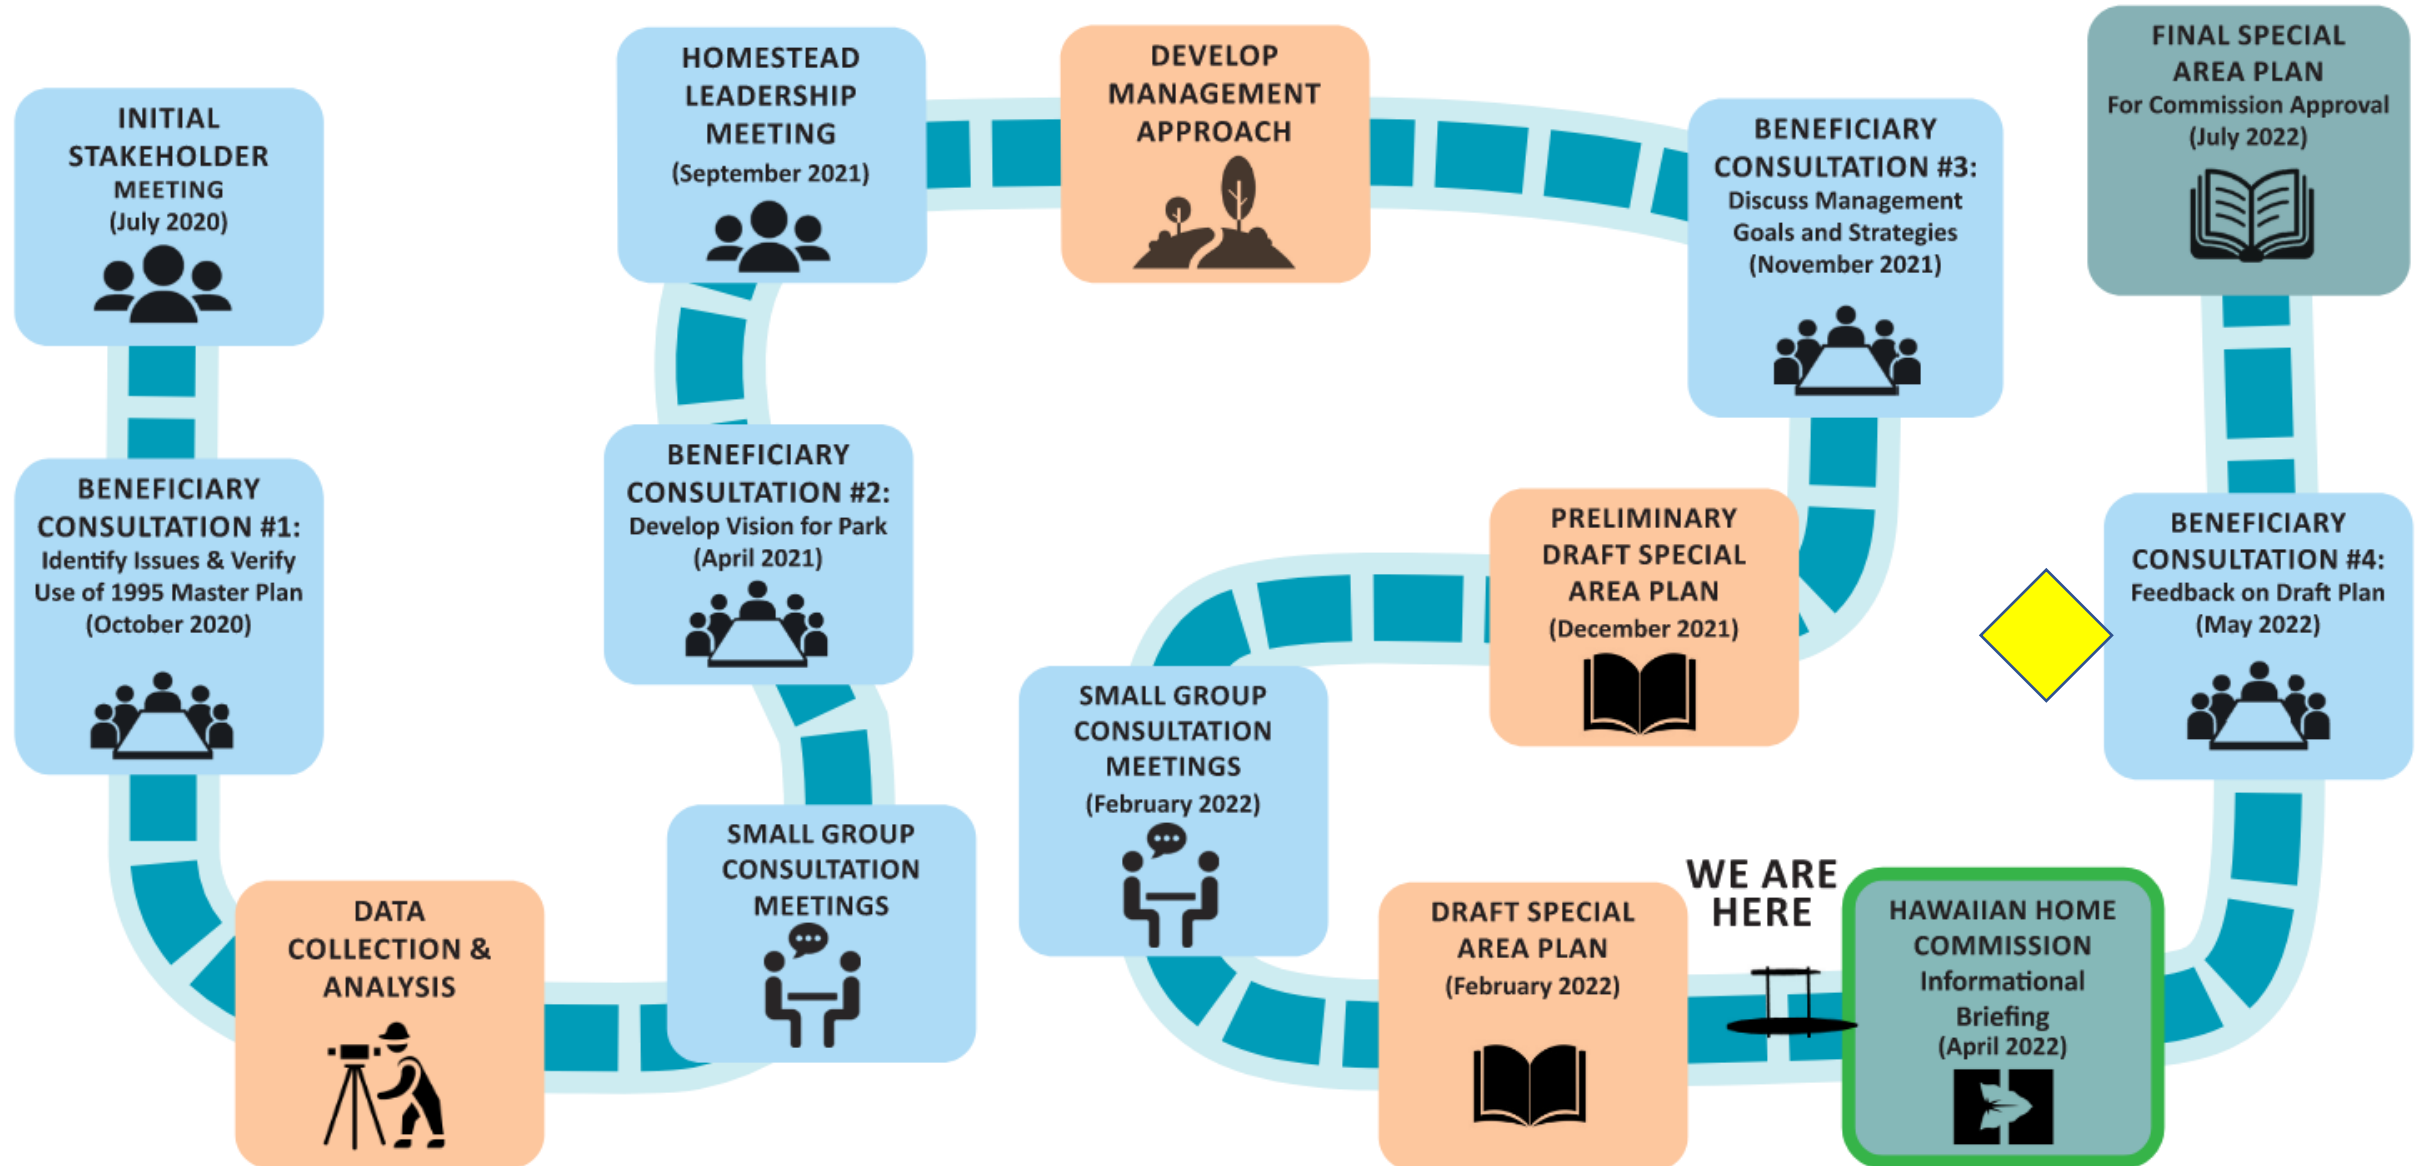 INITIAL
STAKEHOLDER
MEETING
(July 2020)
BENEFICIARY
CONSULTATION #1:
Identify Issues & Verify
Use of 1995 Master Plan
(October 2020)
DATA
COLLECTION &
ANALYSIS
SMALL GROUP
CONSULTATION
MEETINGS
BENEFICIARY
CONSULTATION #2:
Develop Vision for Park
(April 2021)
HOMESTEAD
LEADERSHIP
MEETING
(September 2021)
DEVELOP
MANAGEMENT
APPROACH
BENEFICIARY
CONSULTATION #3:
Discuss Management
Goals and Strategies
(November 2021)
PRELIMINARY
DRAFT SPECIAL
AREA PLAN
(December 2021)
SMALL GROUP
CONSULTATION
MEETINGS
(February 2022)
DRAFT SPECIAL
AREA PLAN
(February 2022)
WE ARE
HERE
HAWAIIAN HOME
COMMISSION
Informational
Briefing
(April 2022)
BENEFICIARY
CONSULTATION #4:
Feedback on Draft Plan
(May 2022)
FINAL SPECIAL
AREA PLAN
For Commission Approval
(July 2022)